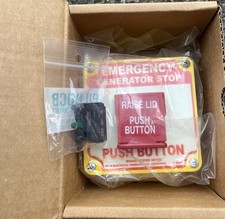 EMERGENCY
GENERATOR STOP
RAISE LID
PUSH
BUTTON
PUSH BUTTON